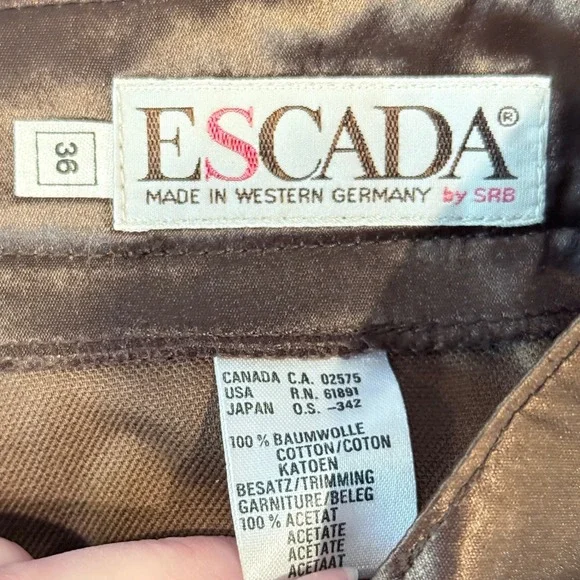 36
ESCADA®
MADE IN WESTERN GERMANY by SRB
CANADA C.A. 02575
USA R.N. 61891
JAPAN O.S. -342
100 % BAUMWOLLE
COTTON/COTON
KATOEN
BESATZ/TRIMMING
GARNITURE/BELEG
100 % ACETAT
ACETATE
ACETATE
ACETAAT